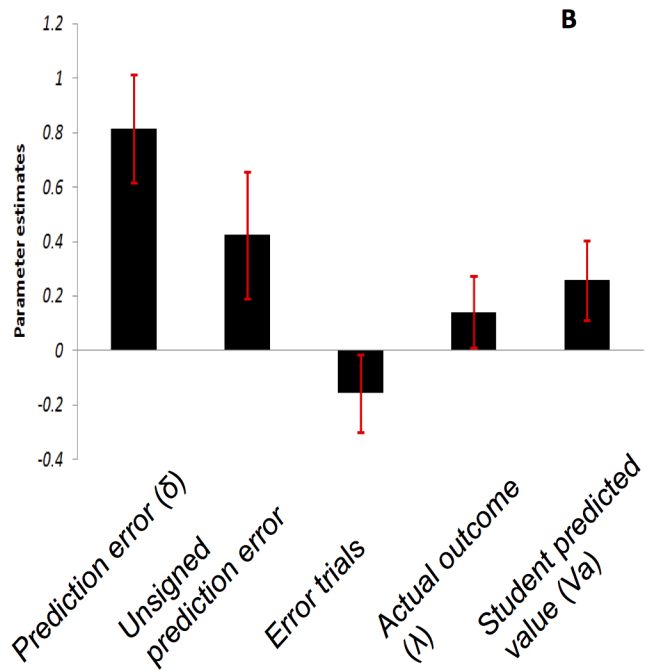 B
Parameter estimates
1.2
1
0.8
0.6
0.4
0.2
0
-0.2
-0.4
Prediction error (δ)
Unsigned
prediction error
Error trials
Actual outcome
(λ)
Student predicted
value (Va)